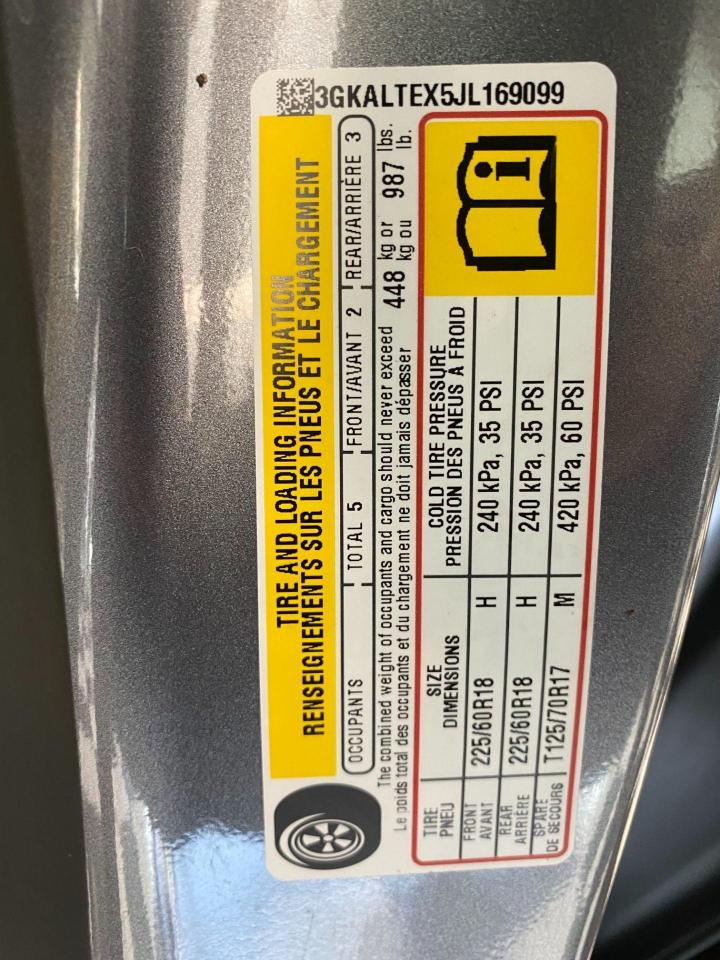 3GKALTEX5JL169099
TIRE AND LOADING INFORMATION
RENSEIGNEMENTS SUR LES PNEUS ET LE CHARGEMENT
OCCUPANTS TOTAL 5 FRONT/AVANT 2 REAR/ARRIÈRE 3
The combined weight of occupants and cargo should never exceed 448 kg or 987 lbs.
Le poids total des occupants et du chargement ne doit jamais dépasser kg ou lb.
TIRE SIZE COLD TIRE PRESSURE
PNEU DIMENSIONS PRESSION DES PNEUS À FROID
FRONT
AVANT 225/60R18 H 240 kPa, 35 PSI
REAR
ARRIÈRE 225/60R18 H 240 kPa, 35 PSI
SPARE
DE SECOURS T125/70R17 M 420 kPa, 60 PSI